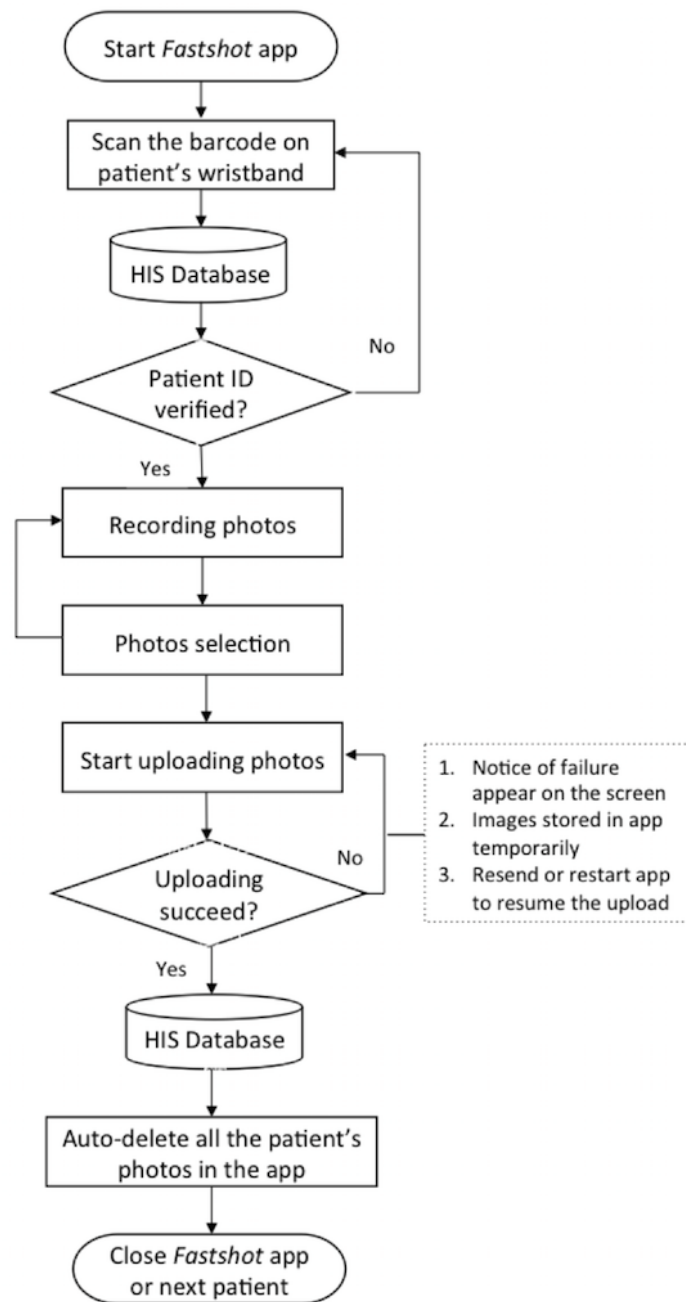 Start Fastshot app
Scan the barcode on
patient's wristband
HIS Database
No
Patient ID
verified?
Yes
Recording photos
Photos selection
Start uploading photos
1. Notice of failure
appear on the screen
2. Images stored in app
temporarily
3. Resend or restart app
to resume the upload
No
Uploading
succeed?
Yes
HIS Database
Auto-delete all the patient's
photos in the app
Close Fastshot app
or next patient